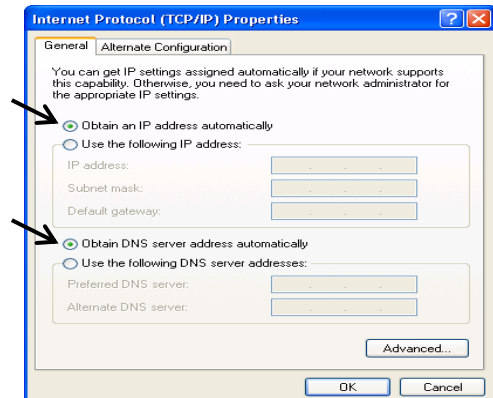 Internet Protocol (TCP/IP) Properties
General
Alternate Configuration
You can get IP settings assigned automatically if your network supports
this capability. Otherwise, you need to ask your network administrator for
the appropriate IP settings.
Obtain an IP address automatically
Use the following IP address:
IP address:
Subnet mask:
Default gateway:
Obtain DNS server address automatically
Use the following DNS server addresses:
Preferred DNS server:
Alternate DNS server:
Advanced...
OK
Cancel